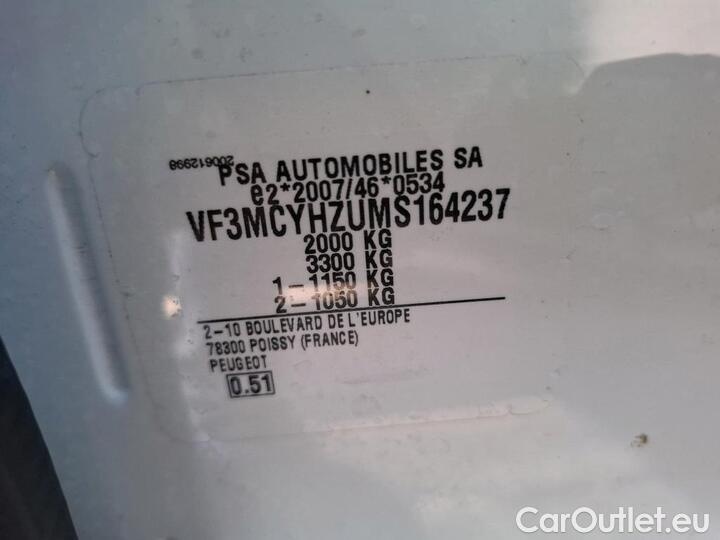 200612998
PSA AUTOMOBILES SA
e2*2007/46*0534
VF3MCYHZUMS164237
2000 KG
3300 KG
1-1150 KG
2-1050 KG
2-10 BOULEVARD DE L'EUROPE
78300 POISSY (FRANCE)
PEUGEOT
0.51
CarOutlet.eu